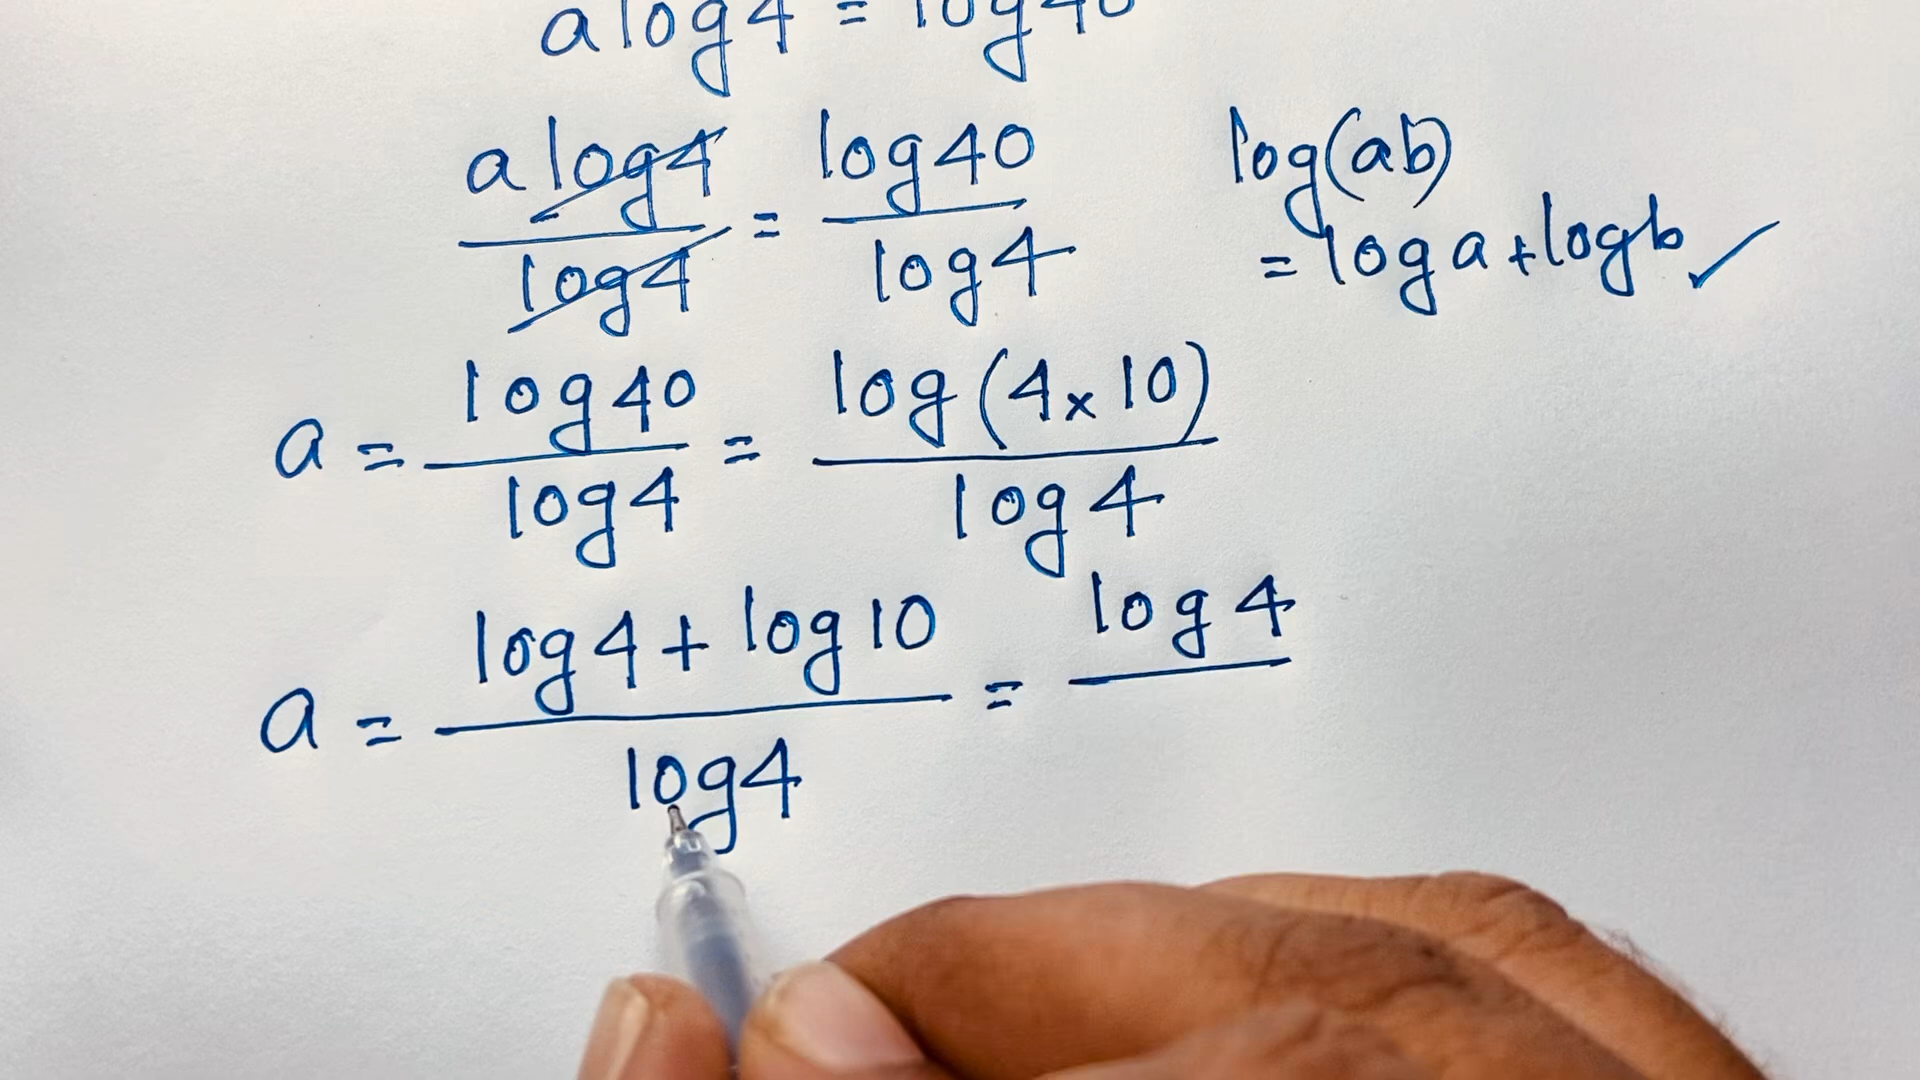 a log 4 = log 40
a log 4 / log 4 = log 40 / log 4
log(ab)
= log a + log b ✓
a = log 40 / log 4 = log (4 × 10) / log 4
a = log 4 + log 10 / log 4 = log 4 /